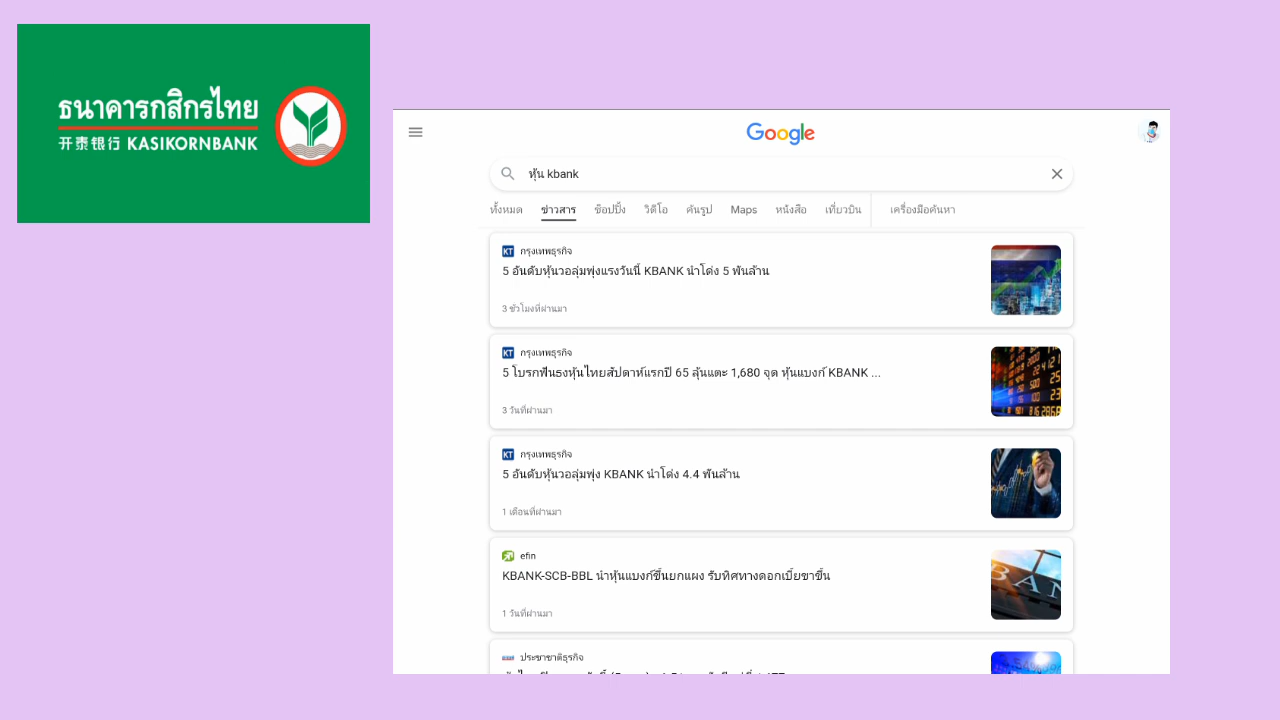 ธนาคารกสิกรไทย
开泰银行 KASIKORNBANK
Google
หุ้น kbank
ทั้งหมด ข่าวสาร ช็อปปิ้ง วิดีโอ ค้นรูป Maps หนังสือ เที่ยวบิน เครื่องมือค้นหา
KT กรุงเทพธุรกิจ
5 อันดับหุ้นวอลุ่มพุ่งแรงวันนี้ KBANK นำโด่ง 5 พันล้าน
3 ชั่วโมงที่ผ่านมา
KT กรุงเทพธุรกิจ
5 โบรกฟันธงหุ้นไทยสัปดาห์แรกปี 65 ลุ้นแตะ 1,680 จุด หุ้นแบงก์ KBANK ...
3 วันที่ผ่านมา
KT กรุงเทพธุรกิจ
5 อันดับหุ้นวอลุ่มพุ่ง KBANK นำโด่ง 4.4 พันล้าน
1 เดือนที่ผ่านมา
efin
KBANK-SCB-BBL นำหุ้นแบงก์ขึ้นยกแผง รับทิศทางดอกเบี้ยขาขึ้น
1 วันที่ผ่านมา
ประชาชาติธุรกิจ